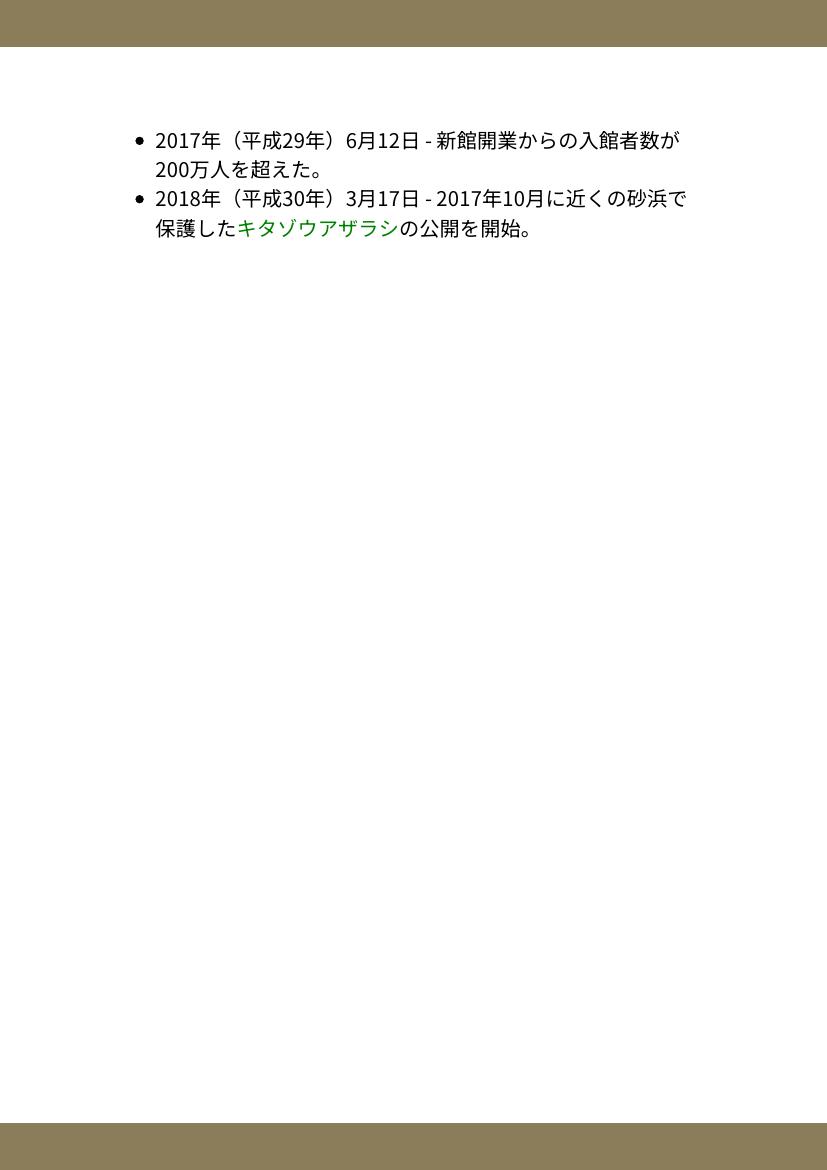 • 2017年（平成29年）6月12日 - 新館開業からの入館者数が
200万人を超えた。
• 2018年（平成30年）3月17日 - 2017年10月に近くの砂浜で
保護したキタゾウアザラシの公開を開始。